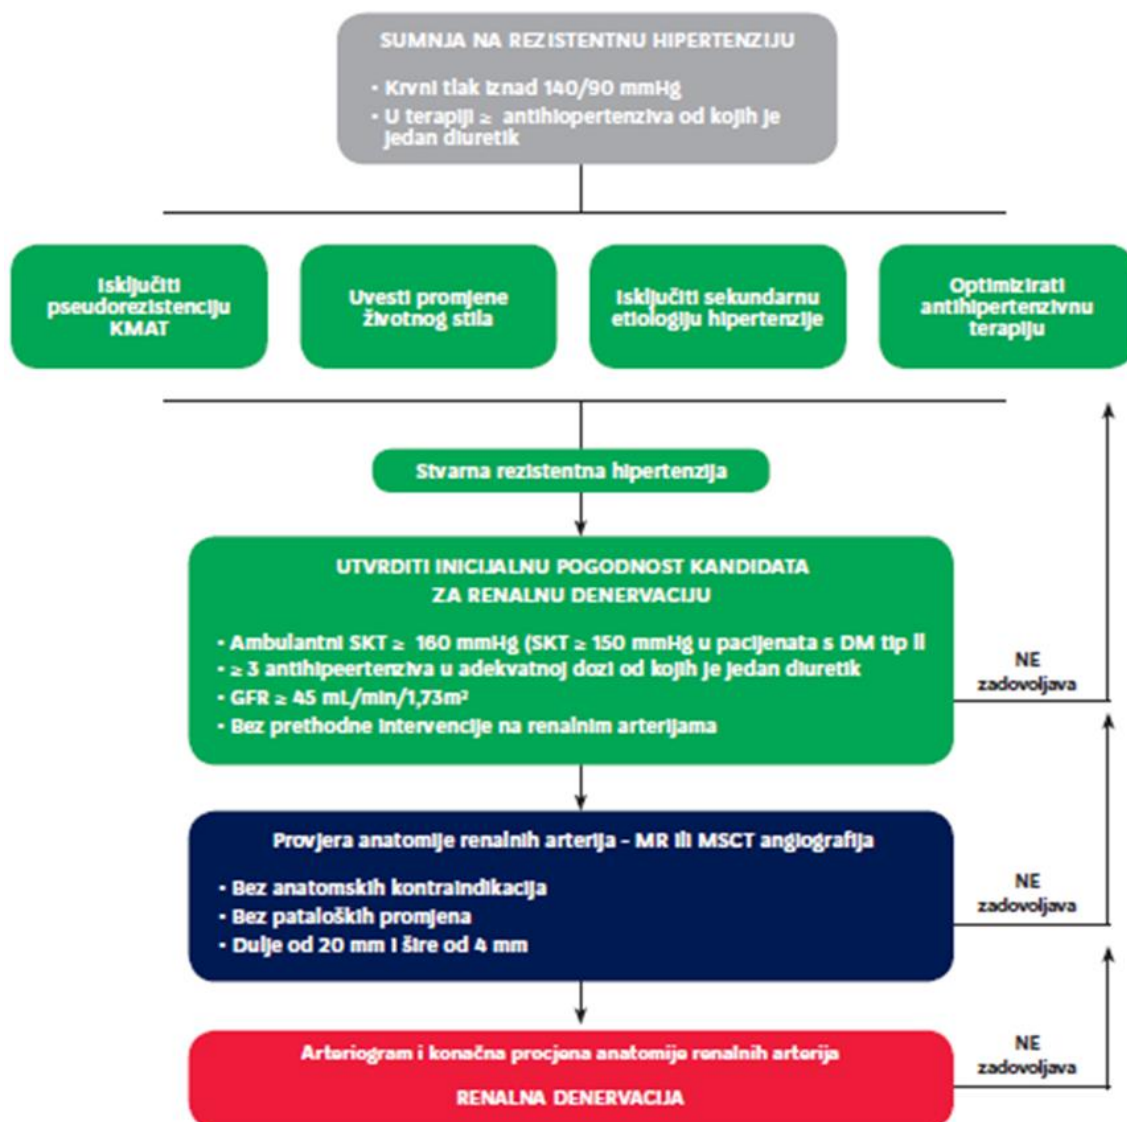 SUMNJA NA REZISTENTNU HIPERTENZIJU
• Krvni tlak iznad 140/90 mmHg
• U terapiji ≥ antihiopertenziva od kojih je
jedan diuretik
Isključiti
pseudorezistenciju
KMAT
Uvesti promjene
životnog stila
Isključiti sekundarnu
etiologiju hipertenzije
Optimizirati
antihipertenzivnu
terapiju
Stvarna rezistentna hipertenzija
UTVRDITI INICIJALNU POGODNOST KANDIDATA
ZA RENALNU DENERVACIJU
• Ambulantni SKT ≥ 160 mmHg (SKT ≥ 150 mmHg u pacijenata s DM tip II
• ≥ 3 antihipeertenziva u adekvatnoj dozi od kojih je jedan diuretik
• GFR ≥ 45 mL/min/1,73m²
• Bez prethodne intervencije na renalnim arterijama
NE
zadovoljava
Provjera anatomije renalnih arterija - MR ili MSCT angiografija
• Bez anatomskih kontraindikacija
• Bez pataloških promjena
• Dulje od 20 mm i šire od 4 mm
NE
zadovoljava
Arteriogram i konačna procjena anatomije renalnih arterija
RENALNA DENERVACIJA
NE
zadovoljava